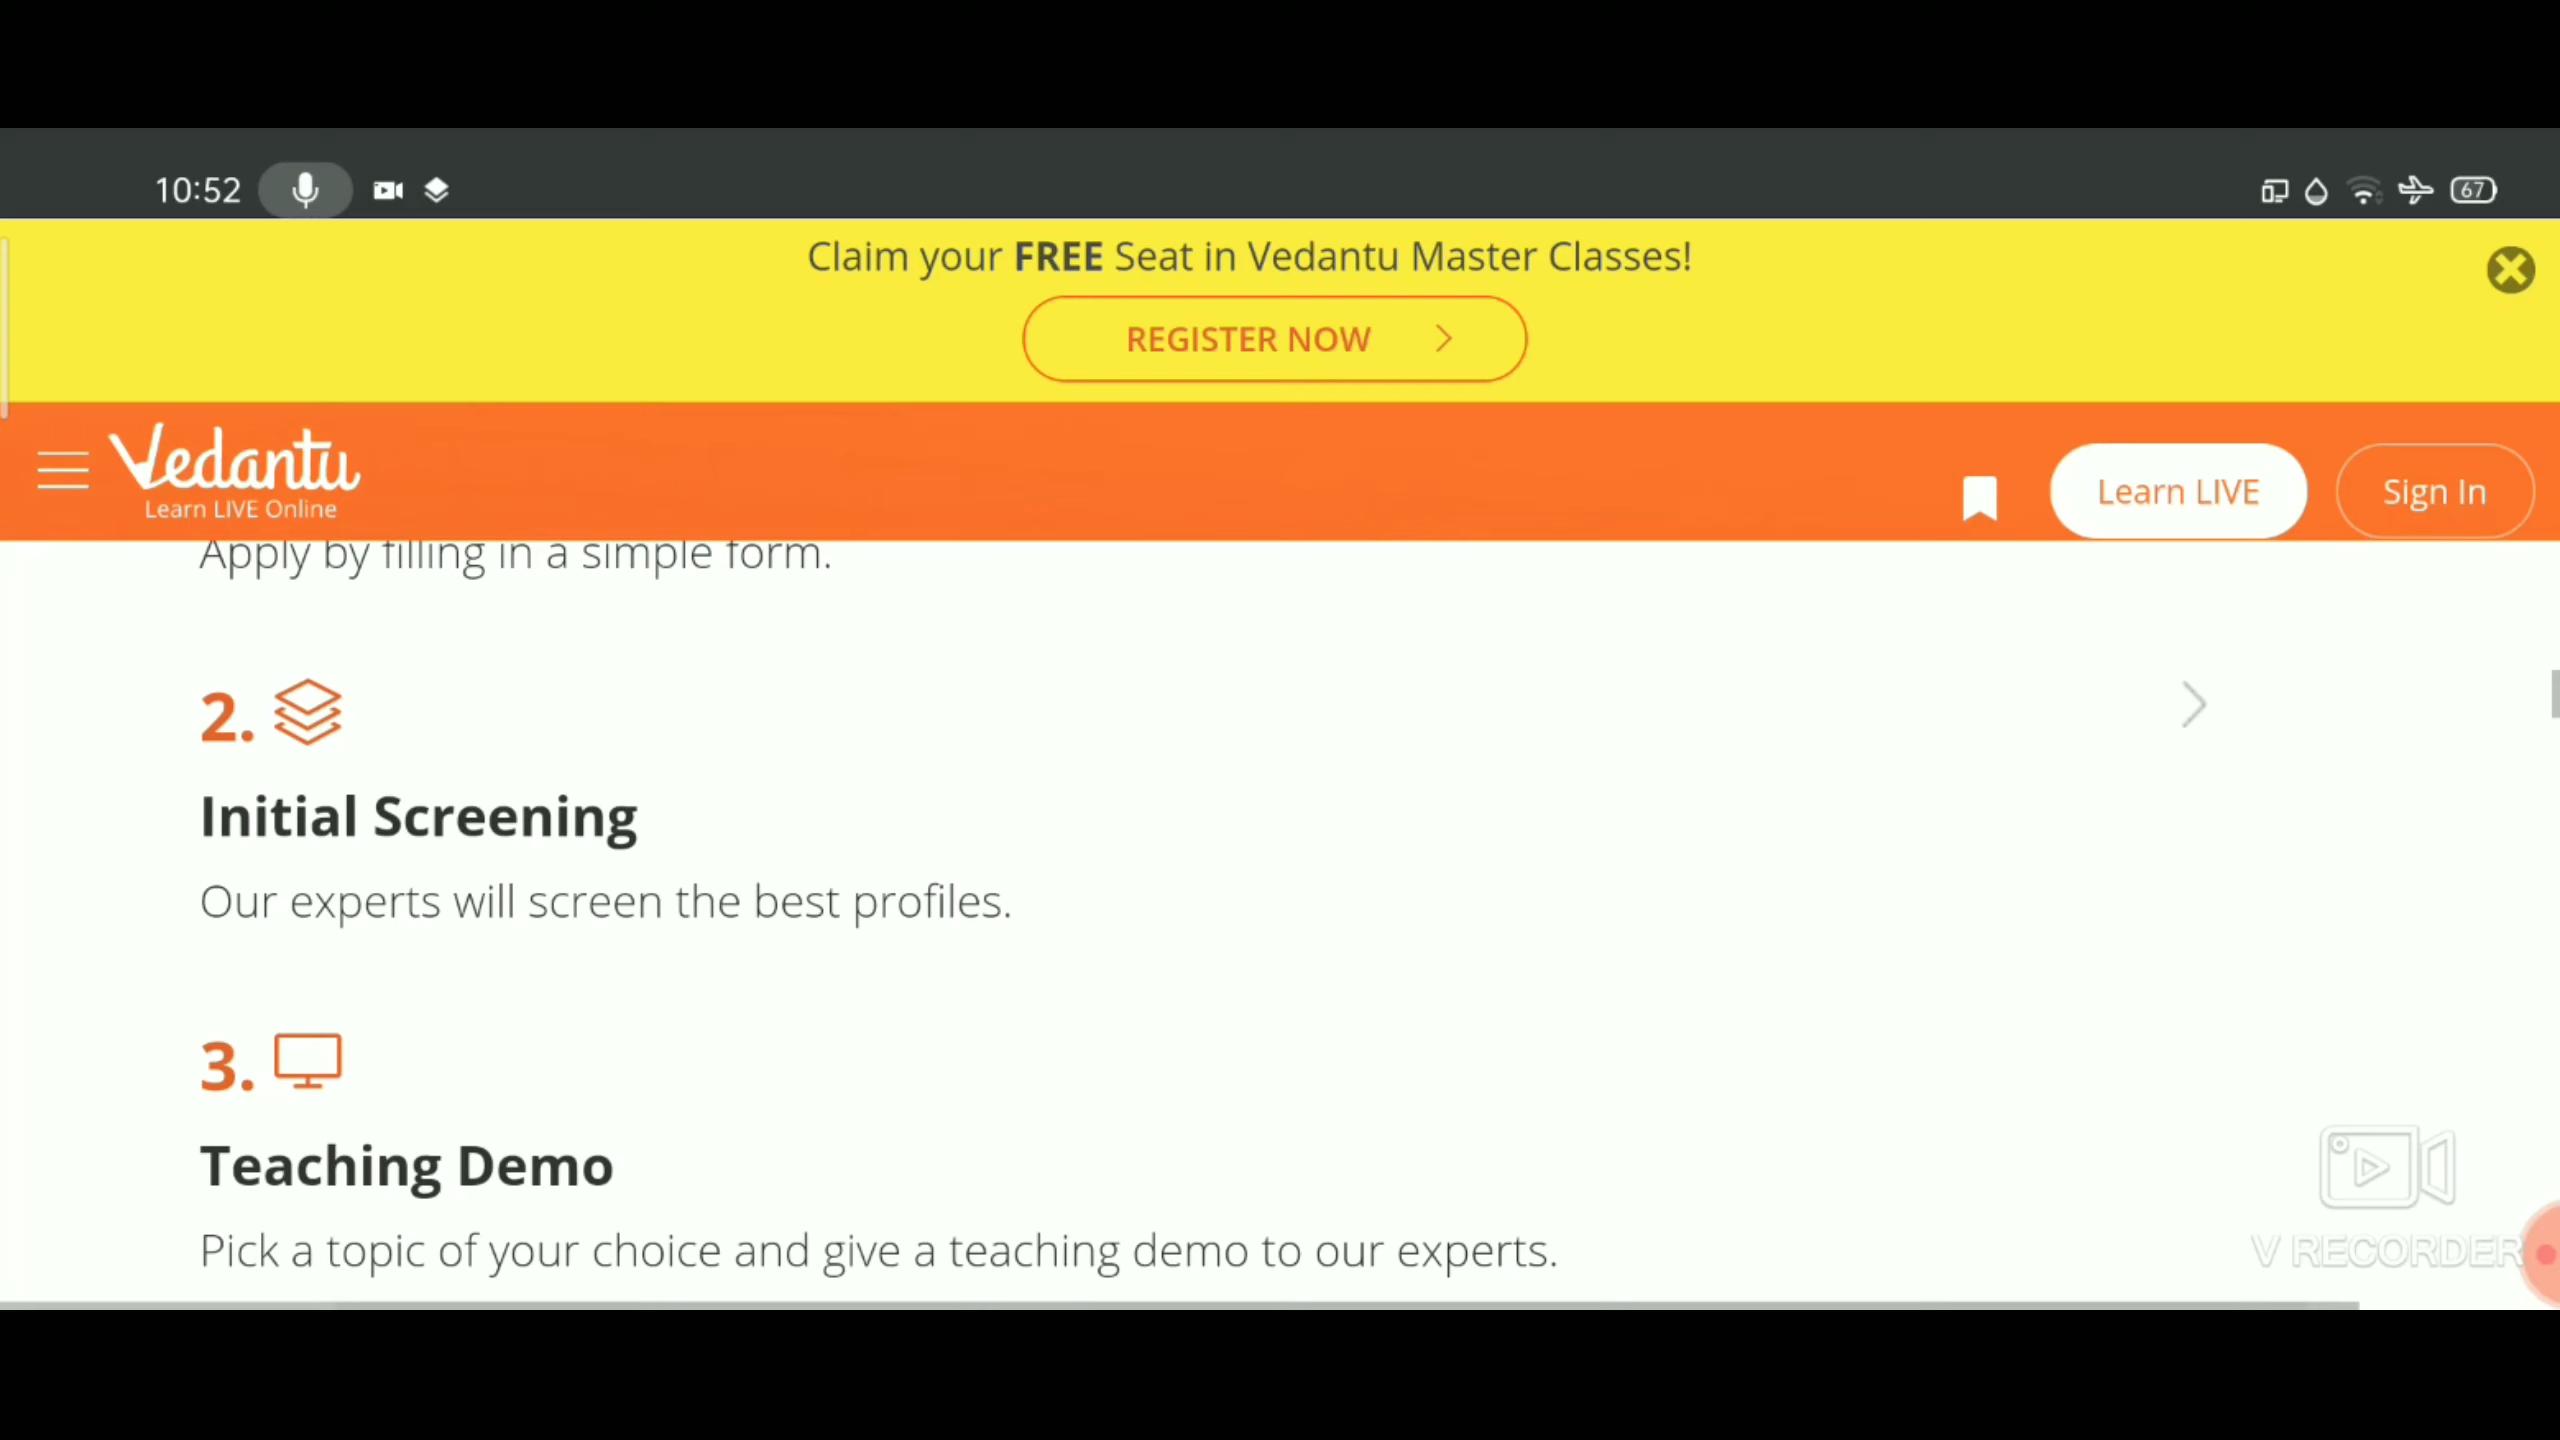 10:52
67
Claim your FREE Seat in Vedantu Master Classes!
REGISTER NOW
Vedantu
Learn LIVE Online
Learn LIVE
Sign In
Apply by filling in a simple form.
2.
Initial Screening
Our experts will screen the best profiles.
3.
Teaching Demo
Pick a topic of your choice and give a teaching demo to our experts.
V RECORDER